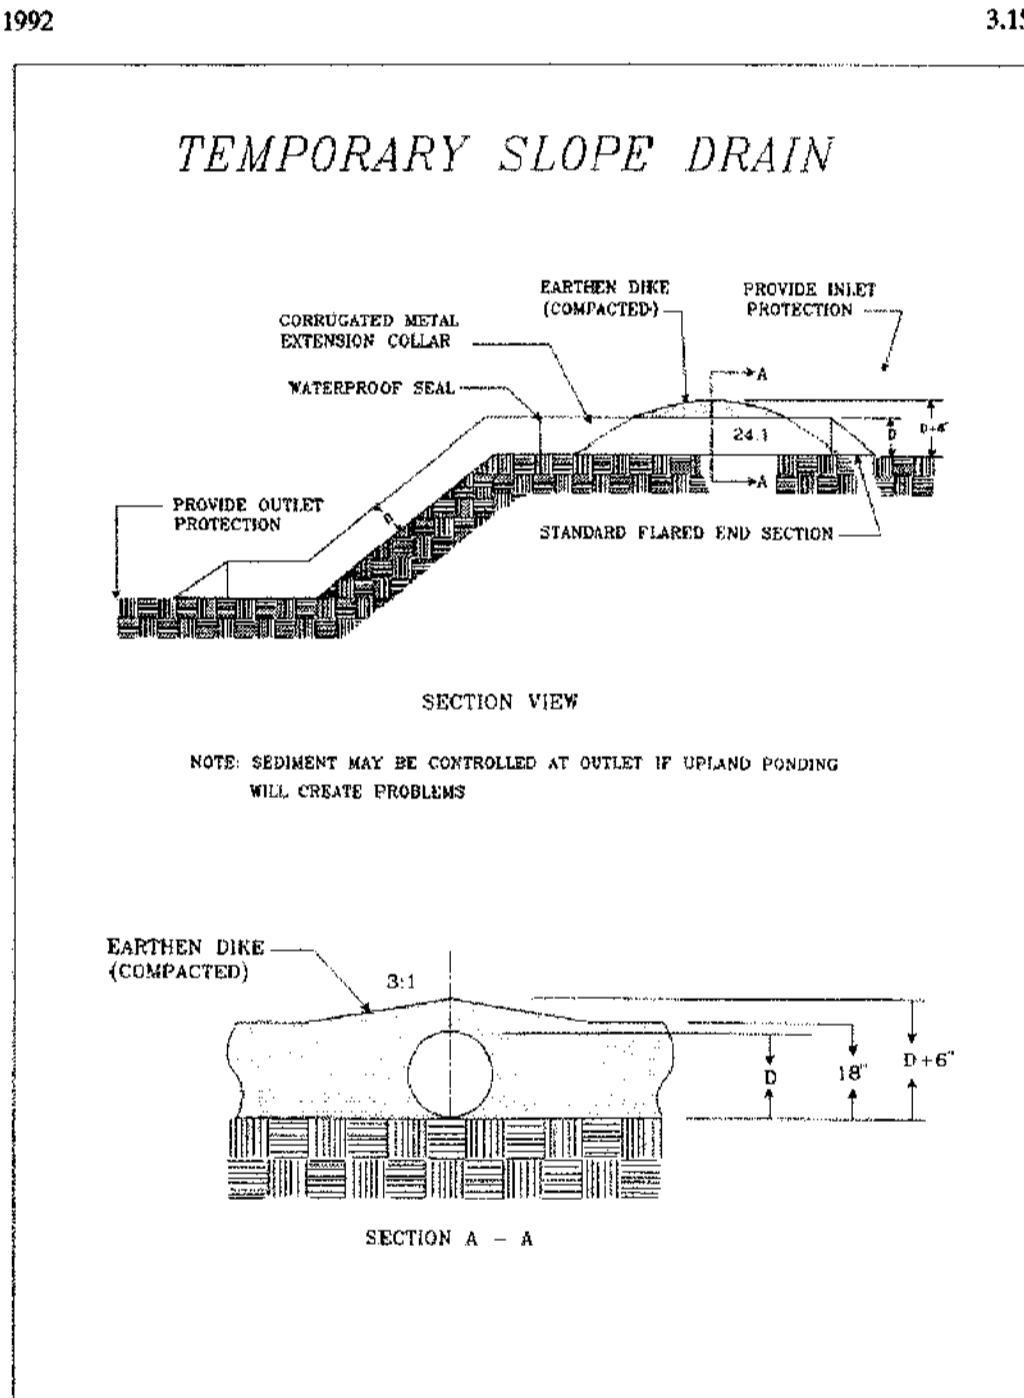 1992
3.15
TEMPORARY SLOPE DRAIN
EARTHEN DIKE
(COMPACTED)
PROVIDE INLET
PROTECTION
CORRUGATED METAL
EXTENSION COLLAR
WATERPROOF SEAL
A
24:1
D
D+6"
A
D
PROVIDE OUTLET
PROTECTION
STANDARD FLARED END SECTION
SECTION VIEW
NOTE: SEDIMENT MAY BE CONTROLLED AT OUTLET IF UPLAND PONDING
WILL CREATE PROBLEMS
EARTHEN DIKE
(COMPACTED)
3:1
D
18"
D+6"
SECTION A - A